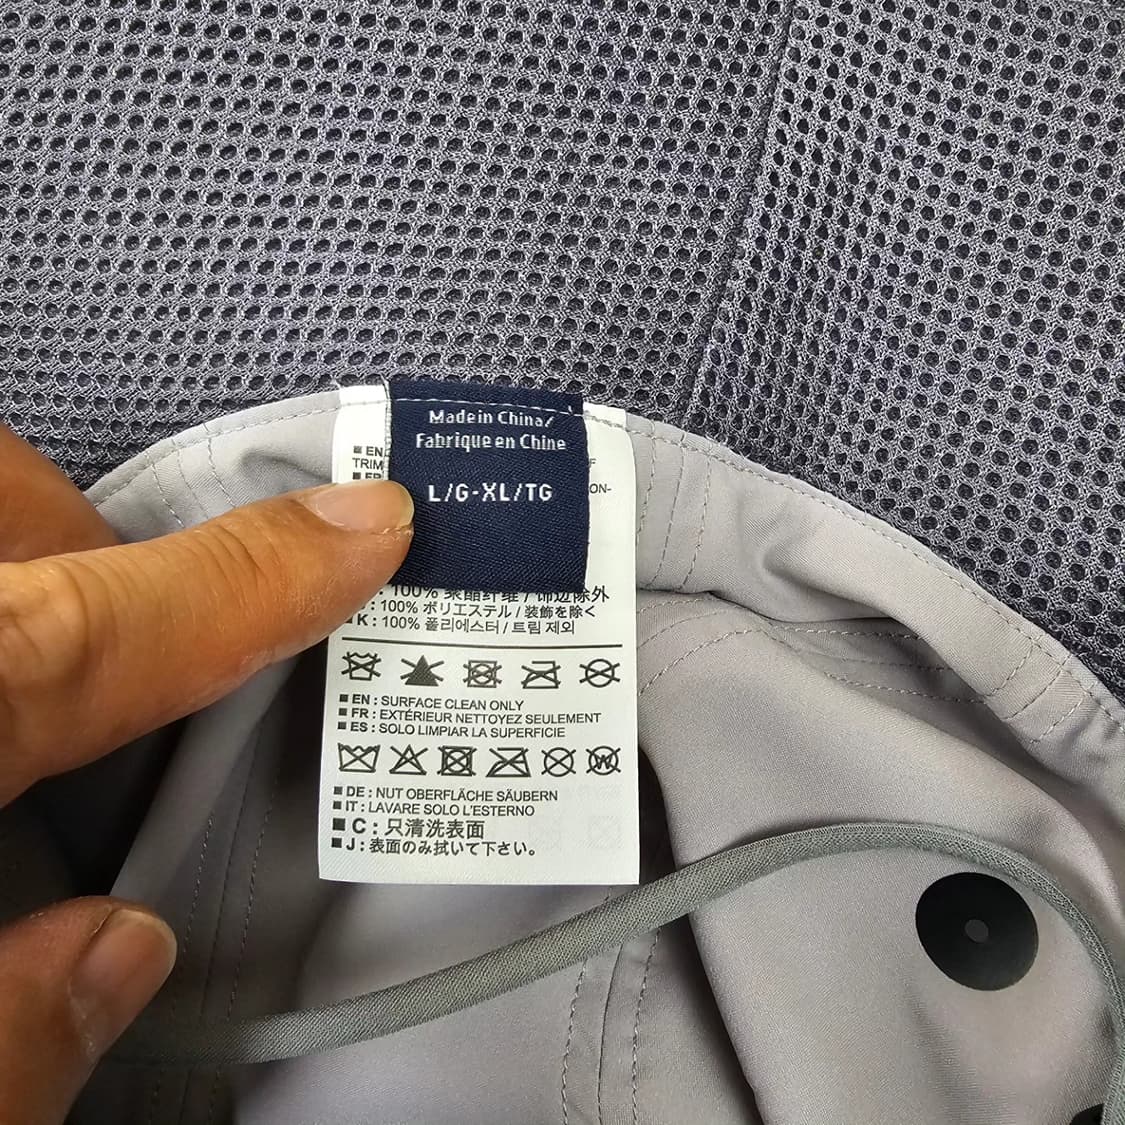 Made in China/
Fabrique en Chine
L/G-XL/TG
EN
TRIM
ON-
100% 聚酯纤维 / 饰边除外
: 100% ポリエステル / 装飾を除く
K : 100% 폴리에스터 / 트림 제외
EN : SURFACE CLEAN ONLY
FR : EXTÉRIEUR NETTOYEZ SEULEMENT
ES : SOLO LIMPIAR LA SUPERFICIE
W
DE : NUT OBERFLÄCHE SÄUBERN
IT : LAVARE SOLO L'ESTERNO
C : 只清洗表面
J : 表面のみ拭いて下さい。